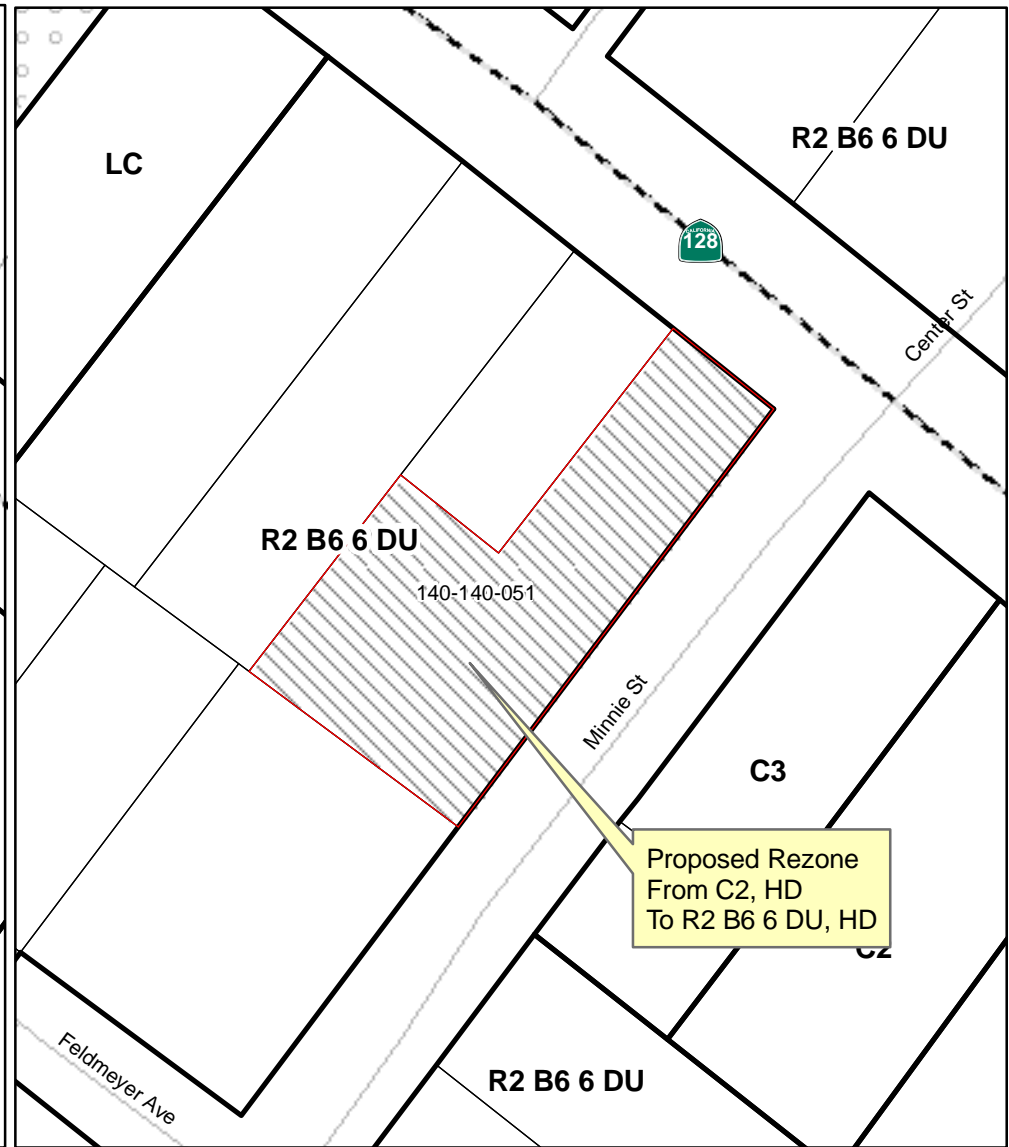 R2 B6 6 DU
LC
CALIFORNIA
128
Center St
R2 B6 6 DU
140-140-051
Minnie St
C3
Proposed Rezone
From C2, HD
To R2 B6 6 DU, HD
C2
Feldmeyer Ave
R2 B6 6 DU